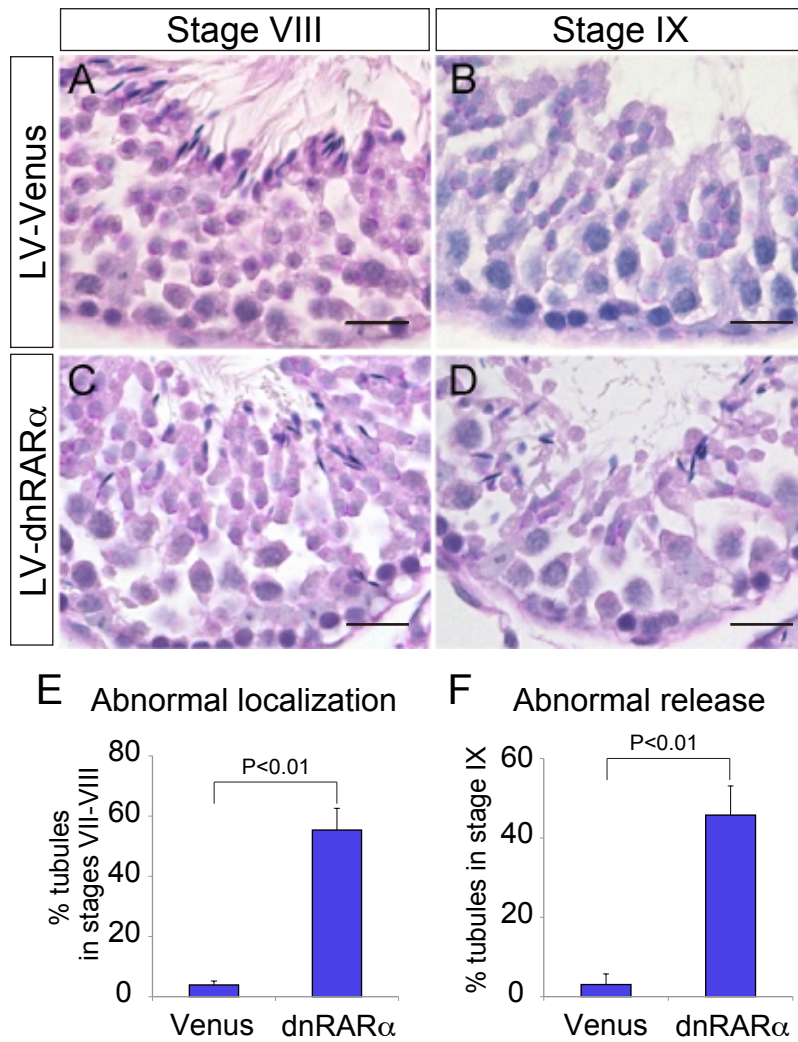 Stage VIII
Stage IX
LV-Venus
A
B
LV-dnRARα
C
D
E Abnormal localization
F Abnormal release
% tubules
in stages VII-VIII
80
60
40
20
0
P<0.01
Venus
dnRARα
% tubules in stage IX
60
40
20
0
P<0.01
Venus
dnRARα